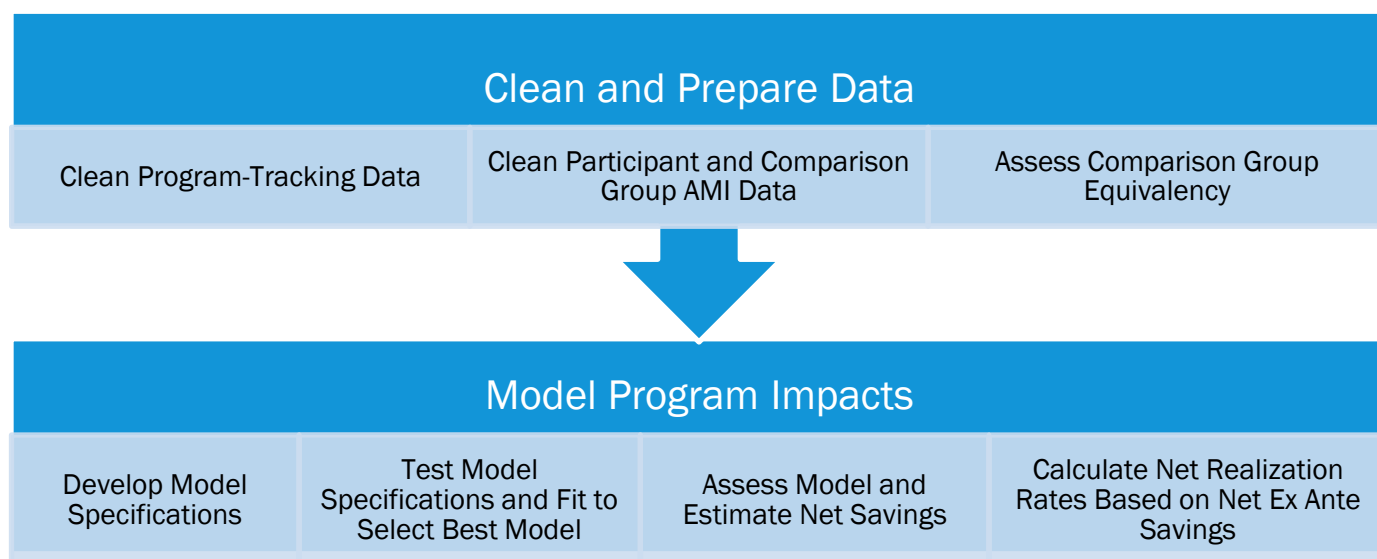 Clean and Prepare Data
Clean Program-Tracking Data
Clean Participant and Comparison
Group AMI Data
Assess Comparison Group
Equivalency
Model Program Impacts
Develop Model
Specifications
Test Model
Specifications and Fit to
Select Best Model
Assess Model and
Estimate Net Savings
Calculate Net Realization
Rates Based on Net Ex Ante
Savings